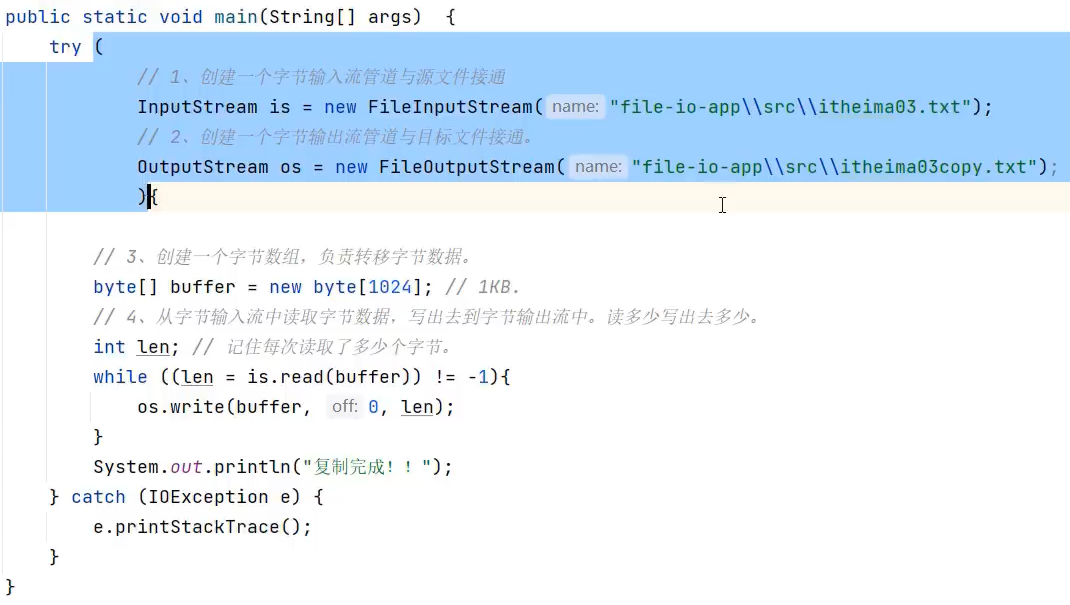 public static void main(String[] args)  {
try (
// 1、创建一个字节输入流管道与源文件接通
InputStream is = new FileInputStream( name: "file-io-app\\src\\itheima03.txt");
// 2、创建一个字节输出流管道与目标文件接通。
OutputStream os = new FileOutputStream( name: "file-io-app\\src\\itheima03copy.txt");
){
// 3、创建一个字节数组，负责转移字节数据。
byte[] buffer = new byte[1024]; // 1KB.
// 4、从字节输入流中读取字节数据，写出去到字节输出流中。读多少写出去多少。
int len; // 记住每次读取了多少个字节。
while ((len = is.read(buffer)) != -1){
os.write(buffer, off: 0, len);
}
System.out.println("复制完成！！");
} catch (IOException e) {
e.printStackTrace();
}
}